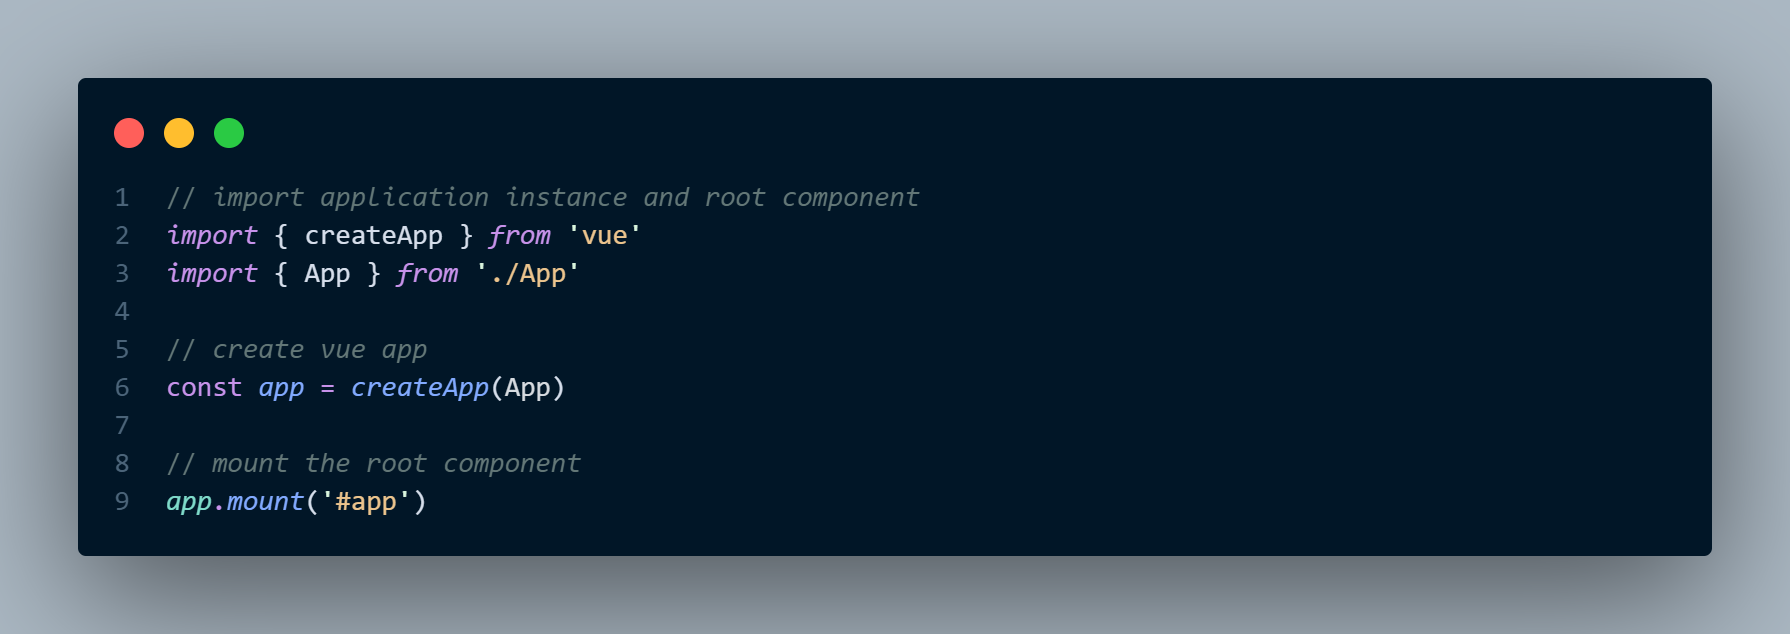 1 // import application instance and root component
2 import { createApp } from 'vue'
3 import { App } from './App'
4
5 // create vue app
6 const app = createApp(App)
7
8 // mount the root component
9 app.mount('#app')